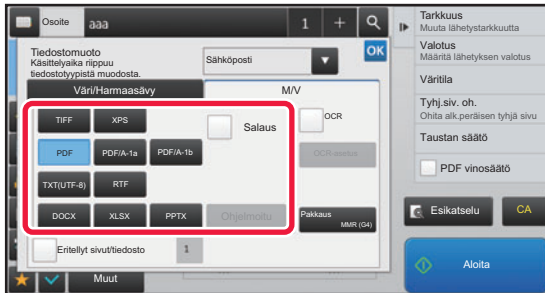 Osoite
aaa
1
Tiedostomuoto
Käsittelyaika riippuu
tiedostotyypistä muodosta.
Sähköposti
OK
Väri/Harmaasävy
M/V
TIFF
XPS
Salaus
OCR
PDF
PDF/A-1a
PDF/A-1b
OCR-asetus
TXT(UTF-8)
RTF
DOCX
XLSX
PPTX
Ohjelmoitu
Pakkaus
MMR (G4)
Eritellyt sivut/tiedosto
1
Muut
Tarkkuus
Muuta lähetystarkkuutta
Valotus
Määritä lähetyksen valotus
Väritila
Tyhj.siv. oh.
Ohita alk.peräisen tyhjä sivu
Taustan säätö
PDF vinosäätö
Esikatselu
CA
Aloita